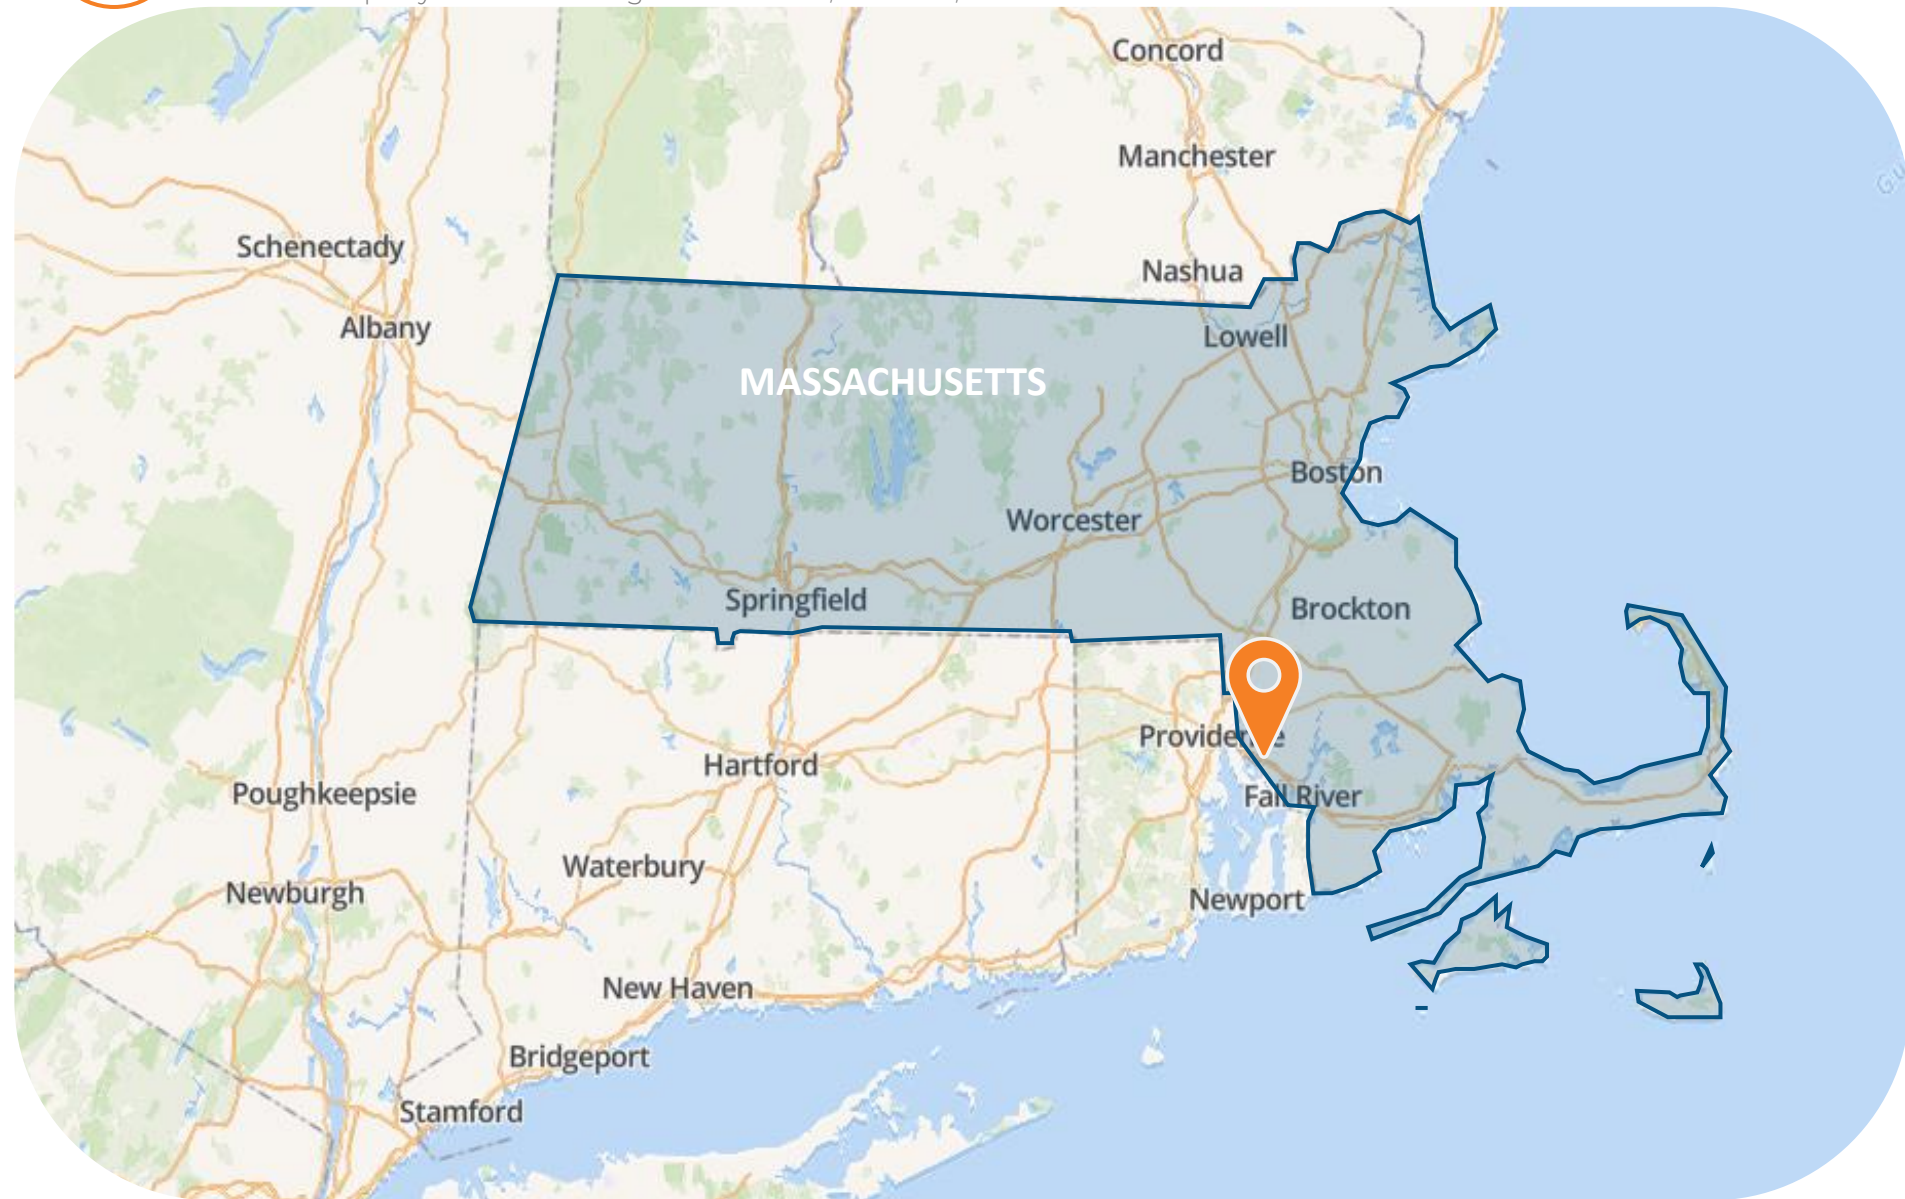 Concord
Manchester
Schenectady
Nashua
Albany
Lowell
MASSACHUSETTS
Boston
Worcester
Springfield
Brockton
Hartford
Poughkeepsie
Fall River
Waterbury
Newburgh
Newport
New Haven
Bridgeport
Stamford